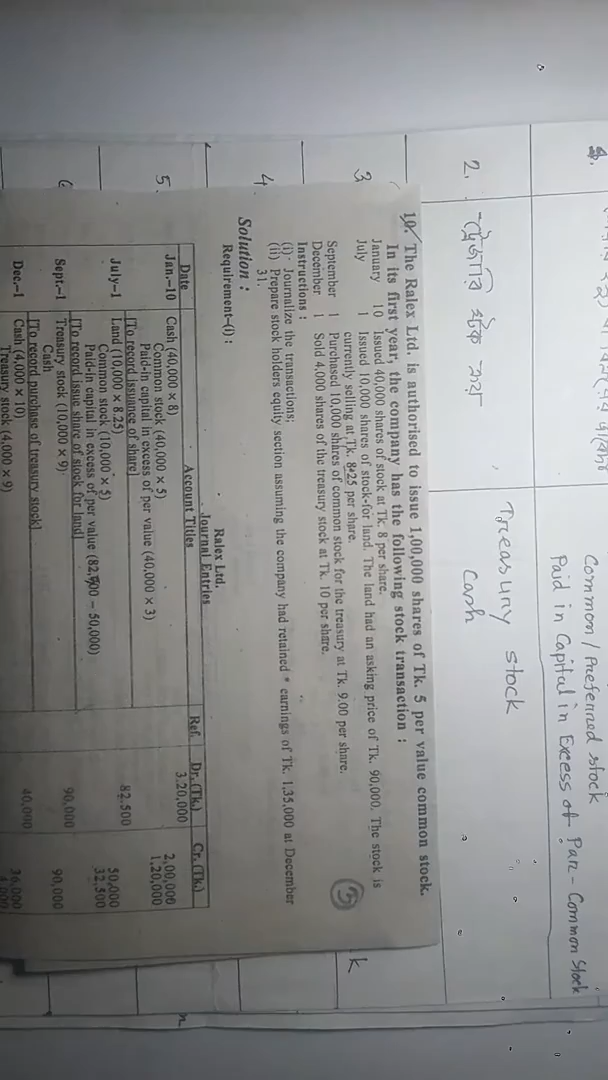 Common / Preferred stock
Paid in Capital in Excess of Par - Common Stock
2.
Treasury stock
Cash
19. The Ralex Ltd. is authorised to issue 1,00,000 shares of Tk. 5 per value common stock.
In its first year, the company has the following stock transaction :
January 10 Issued 40,000 shares of stock at Tk. 8 per share.
July 1 Issued 10,000 shares of stock-for land. The land had an asking price of Tk. 90,000. The stock is
currently selling at Tk. 8.25 per share.
September 1 Purchased 10,000 shares of common stock for the treasury at Tk. 9.00 per share.
December 1 Sold 4,000 shares of the treasury stock at Tk. 10 per share.
Instructions :
(i) Journalize the transactions;
(ii) Prepare stock holders equity section assuming the company had retained earnings of Tk. 1,35,000 at December
31.
3
4
5
6
k
n
Solution :
Requirement-(i) :
Ralex Ltd.
Journal Entries
Date Account Titles Ref. Dr. (Tk.) Cr. (Tk.)
Jan.-10 Cash (40,000 × 8) 3,20,000
Common stock (40,000 × 5) 2,00,000
Paid-in capital in excess of per value (40,000 × 3) 1,20,000
[To record issuance of share]
July-1 Land (10,000 × 8.25) 82,500
Common stock (10,000 × 5) 50,000
Paid-in capital in excess of per value (82,500 – 50,000) 32,500
[To record issue share of stock for land]
Sept.-1 Treasury stock (10,000 × 9) 90,000
Cash 90,000
[To record purchase of treasury stock]
Dec.-1 Cash (4,000 × 10) 40,000
Treasury stock (4,000 × 9) 36,000